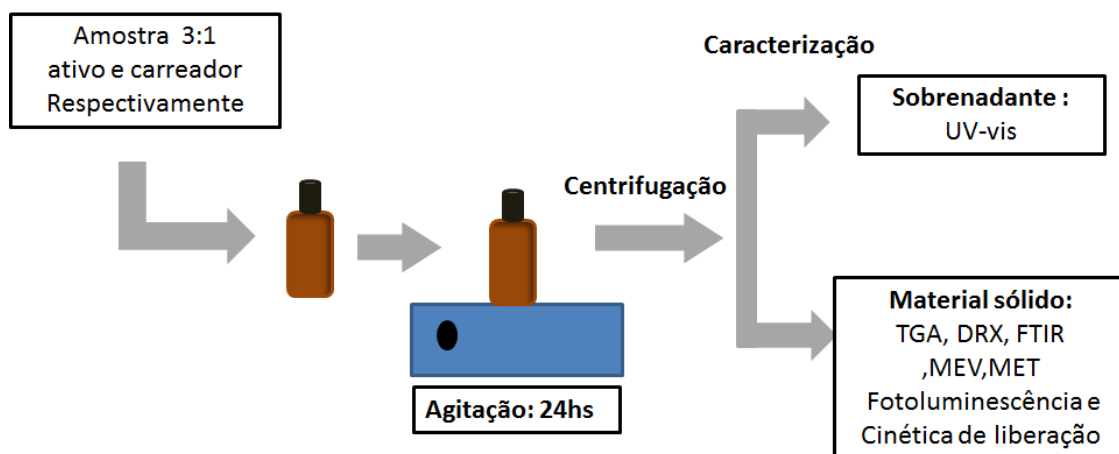 Amostra 3:1
ativo e carreador
Respectivamente
Centrifugação
Agitação: 24hs
Caracterização
Sobrenadante :
UV-vis
Material sólido:
TGA, DRX, FTIR
,MEV,MET
Fotoluminescência e
Cinética de liberação